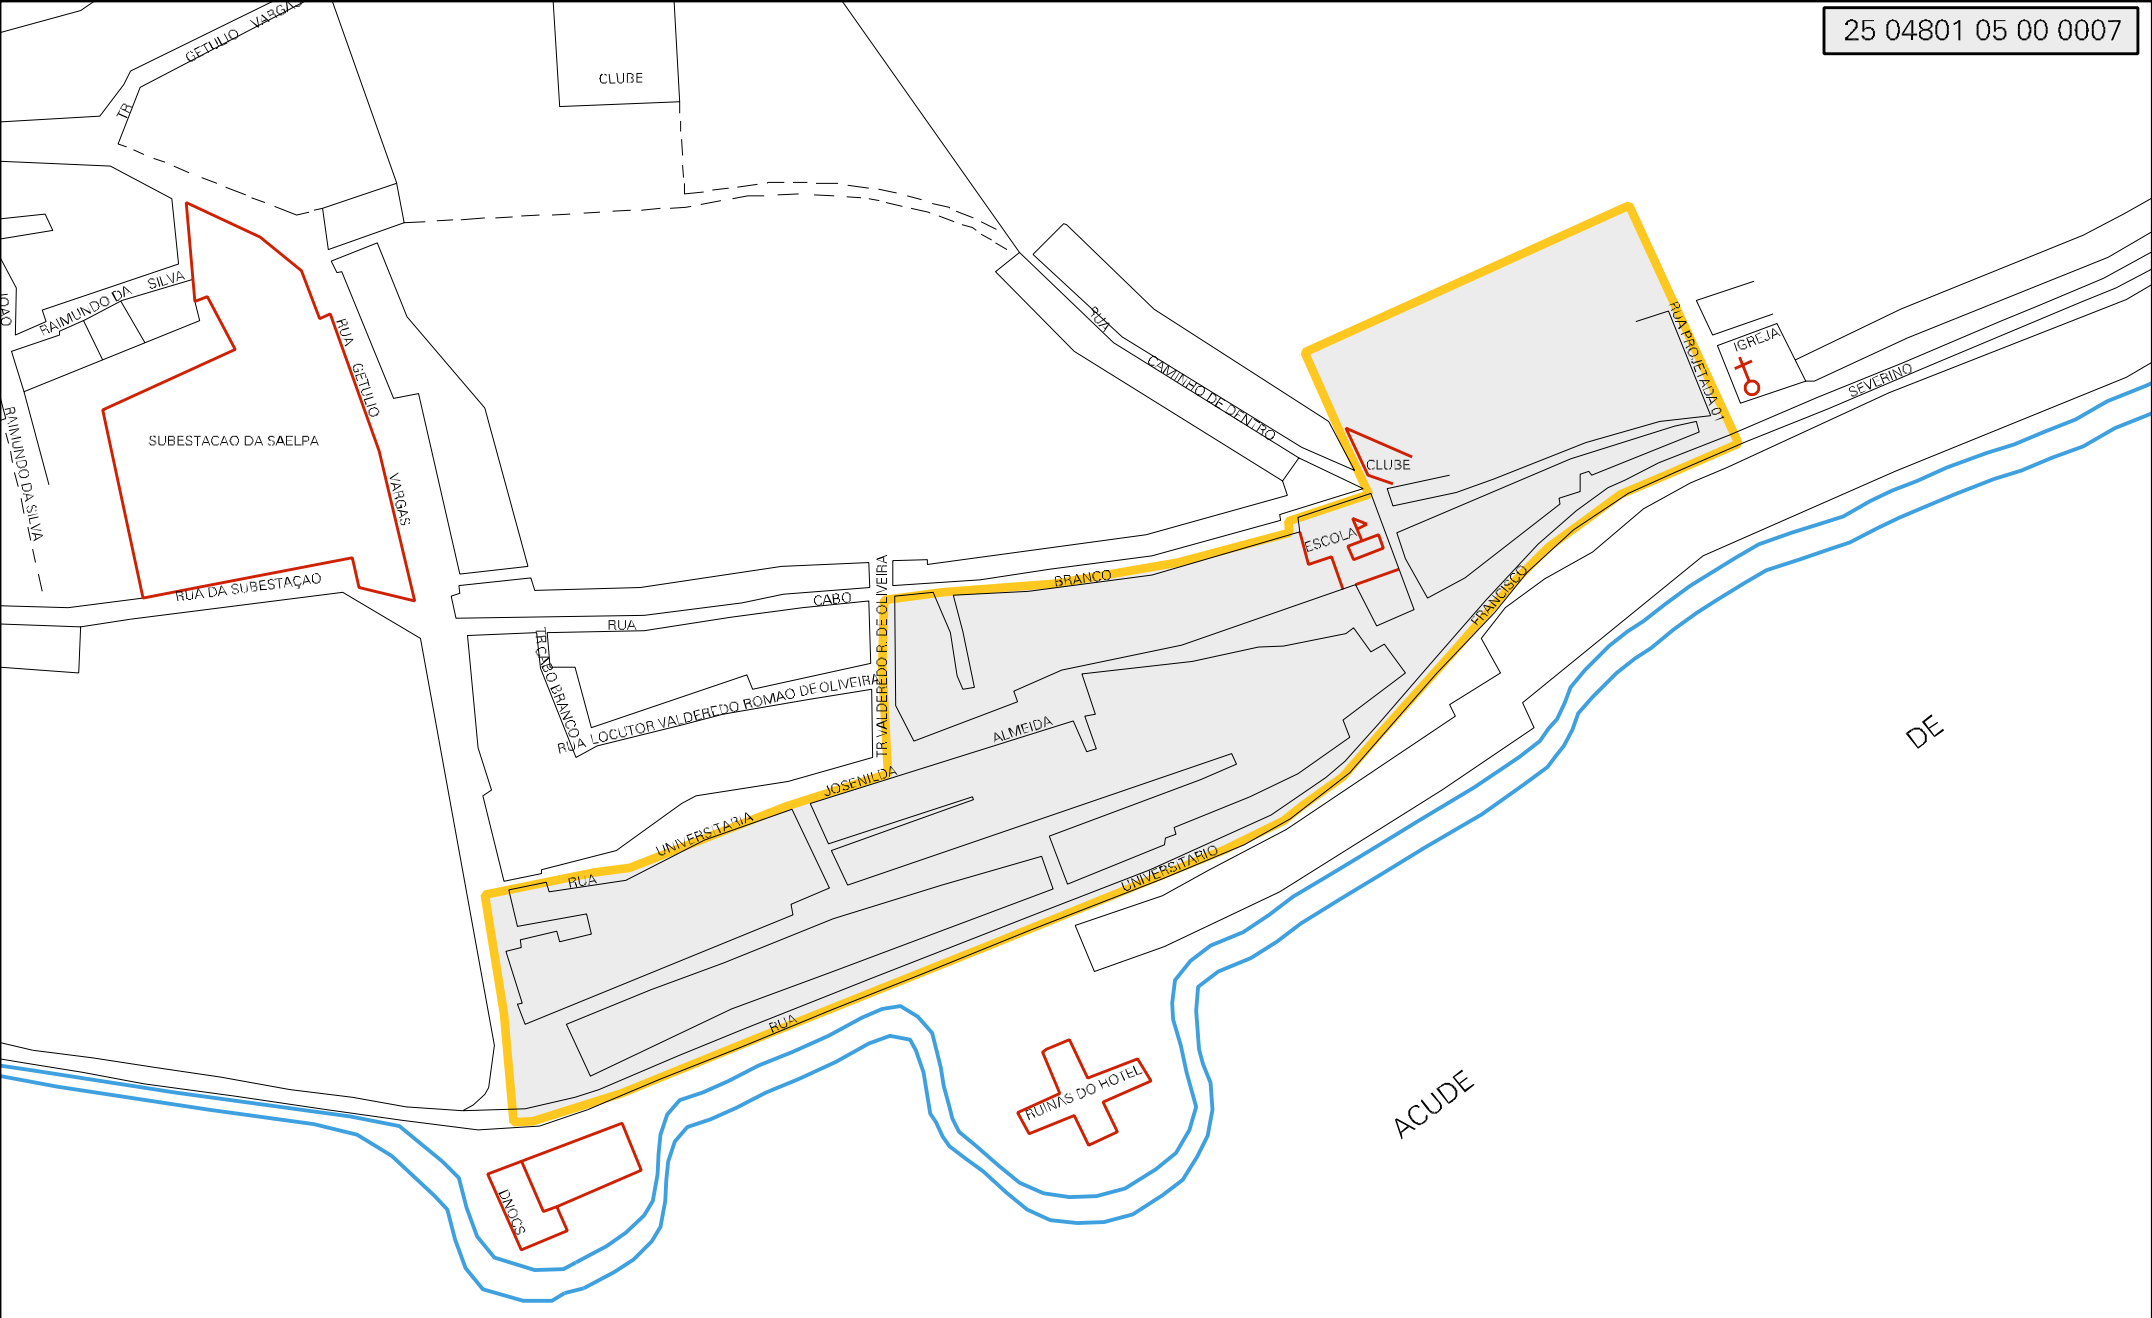 25 04801 05 00 0007
GETULIO VARGAS
TR
CLUBE
RAIMUNDO DA SILVA
RUA GETULIO VARGAS
SUBESTACAO DA SAELPA
RAIMUNDO DA SILVA
RUA DA SUBESTAÇAO
RUA CAMINHO DE DENTRO
RUA PROJETADA 01
IGREJA
SEVERINO
CLUBE
ESCOLA
FRANCISCO
RUA CABO BRANCO
TR CABO BRANCO
TR VALDEREDO R. DE OLIVEIRA
RUA LOCUTOR VALDEREDO ROMAO DE OLIVEIRA
ALMEIDA
JOSENILDA
UNIVERSITARIA
RUA
UNIVERSITARIO
RUA
RUINAS DO HOTEL
DNOCS
DE
ACUDE